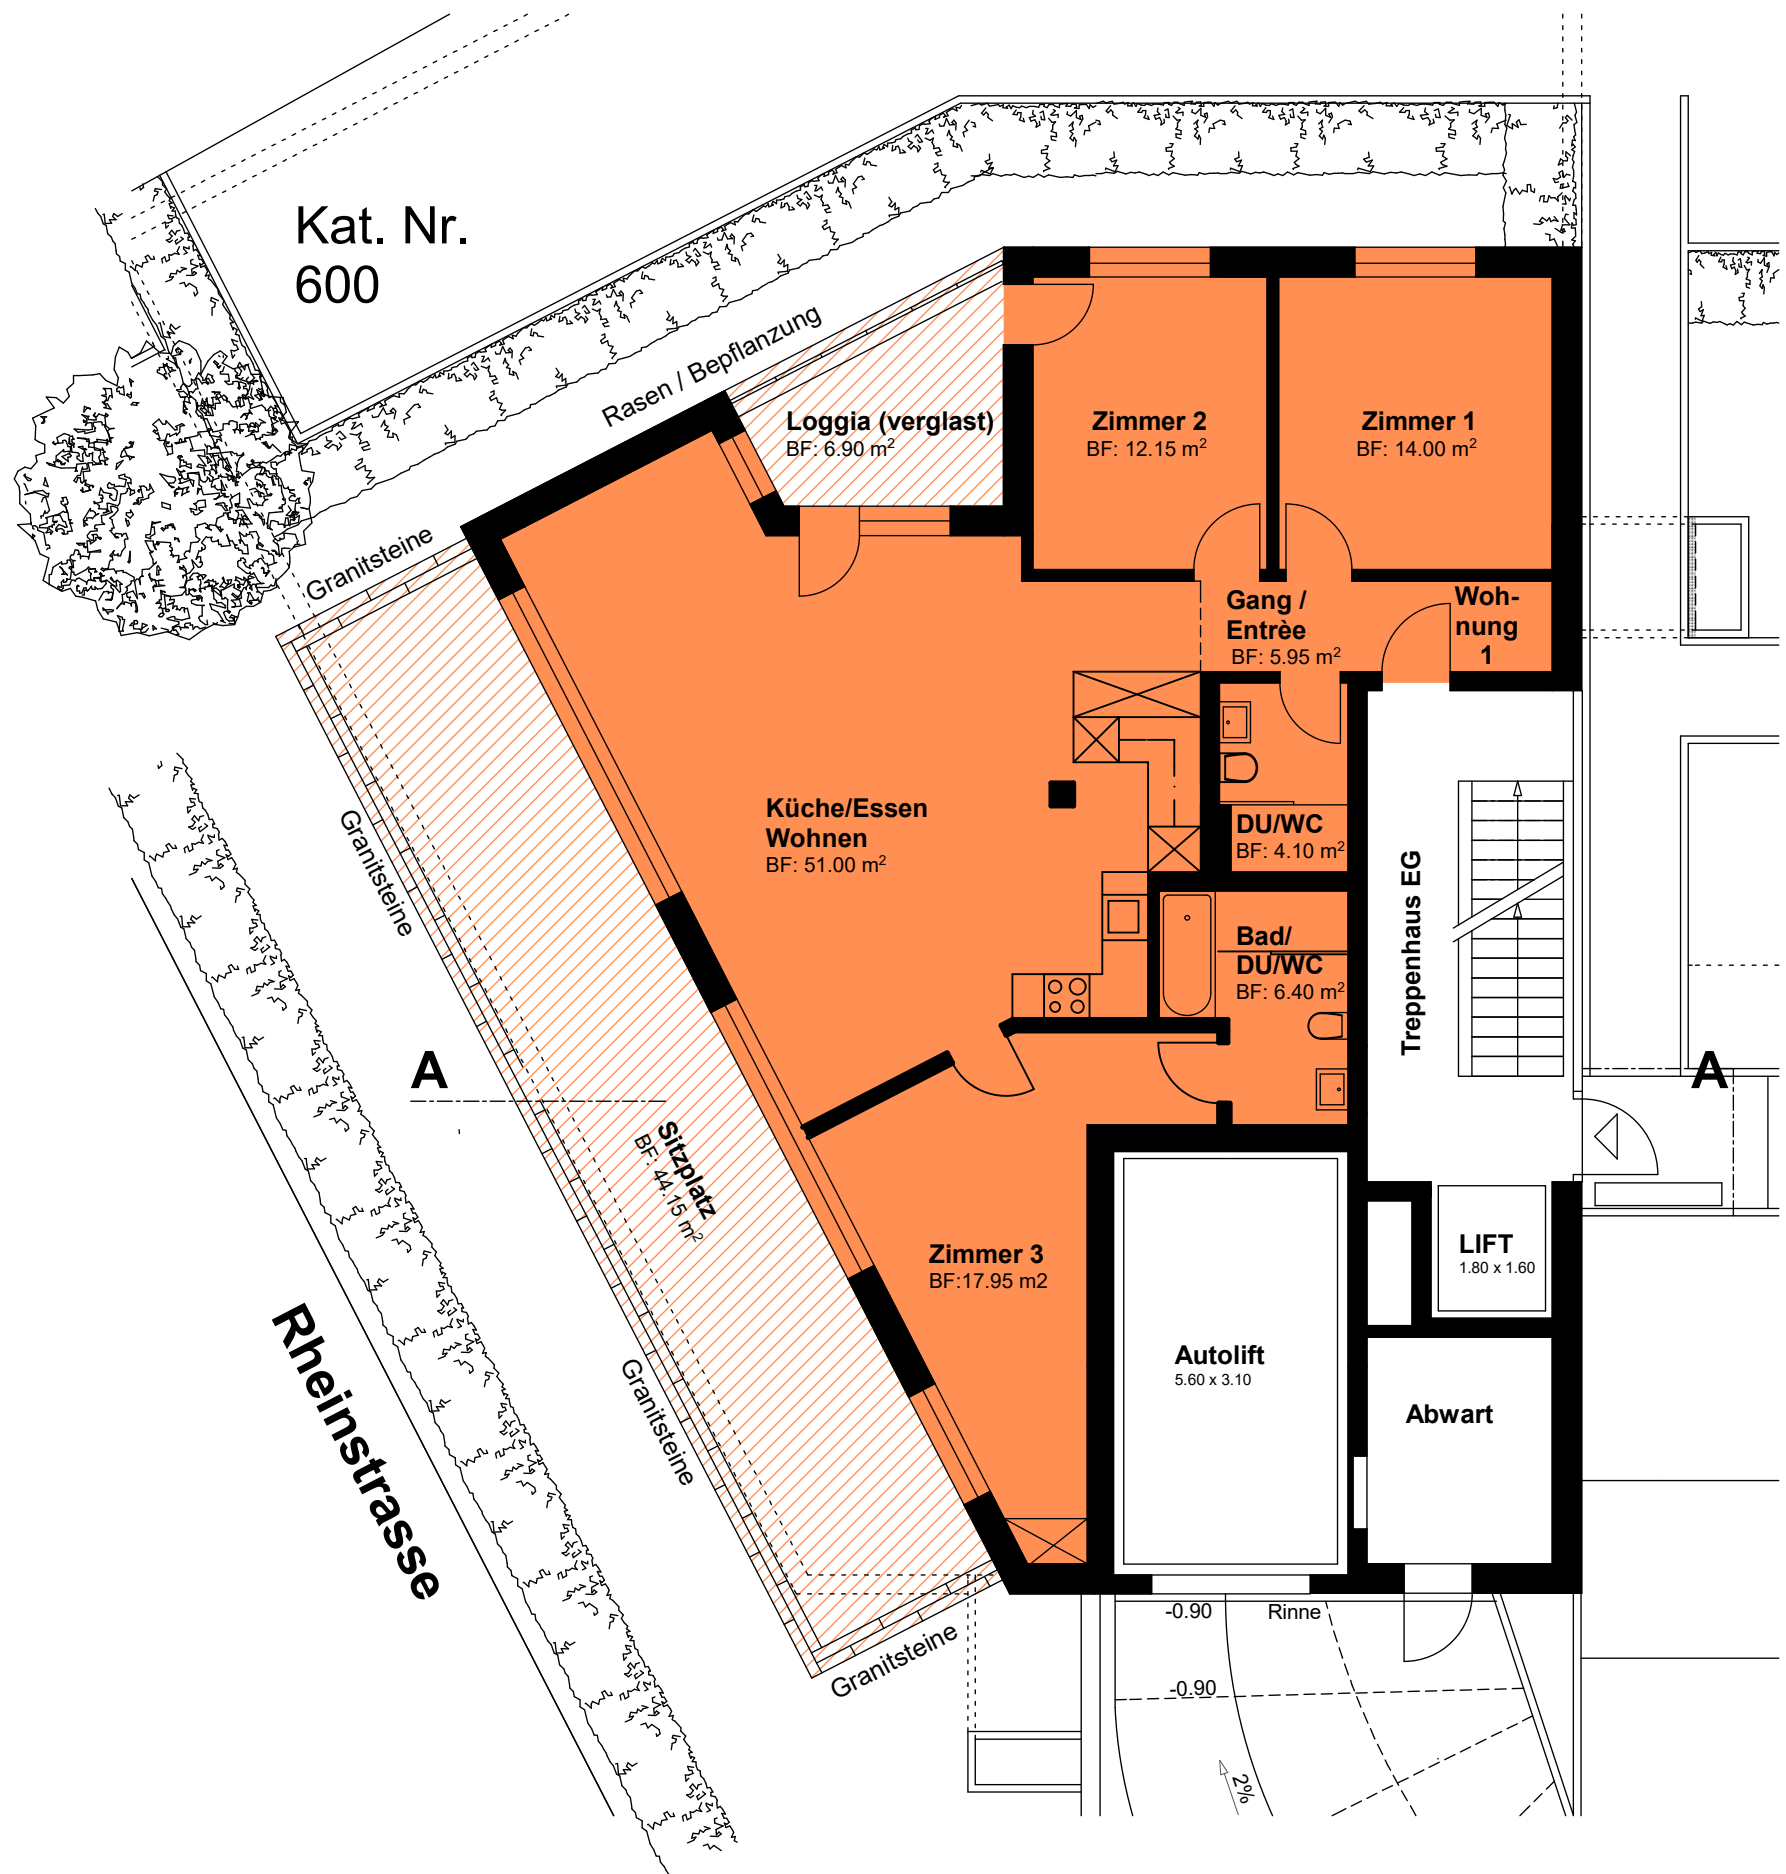 Kat. Nr.
600
Rasen / Bepflanzung
Loggia (verglast)
BF: 6.90 m²
Zimmer 2
BF: 12.15 m²
Zimmer 1
BF: 14.00 m²
Granitsteine
Gang /
Entrèe
BF: 5.95 m²
Woh-
nung
1
Küche/Essen
Wohnen
BF: 51.00 m²
DU/WC
BF: 4.10 m²
Granitsteine
Treppenhaus EG
Bad/
DU/WC
BF: 6.40 m²
A
A
Sitzplatz
BF: 44.15 m²
Zimmer 3
BF:17.95 m2
LIFT
1.80 x 1.60
Autolift
5.60 x 3.10
Abwart
Rheinstrasse
Granitsteine
Granitsteine
-0.90
Rinne
-0.90
2%